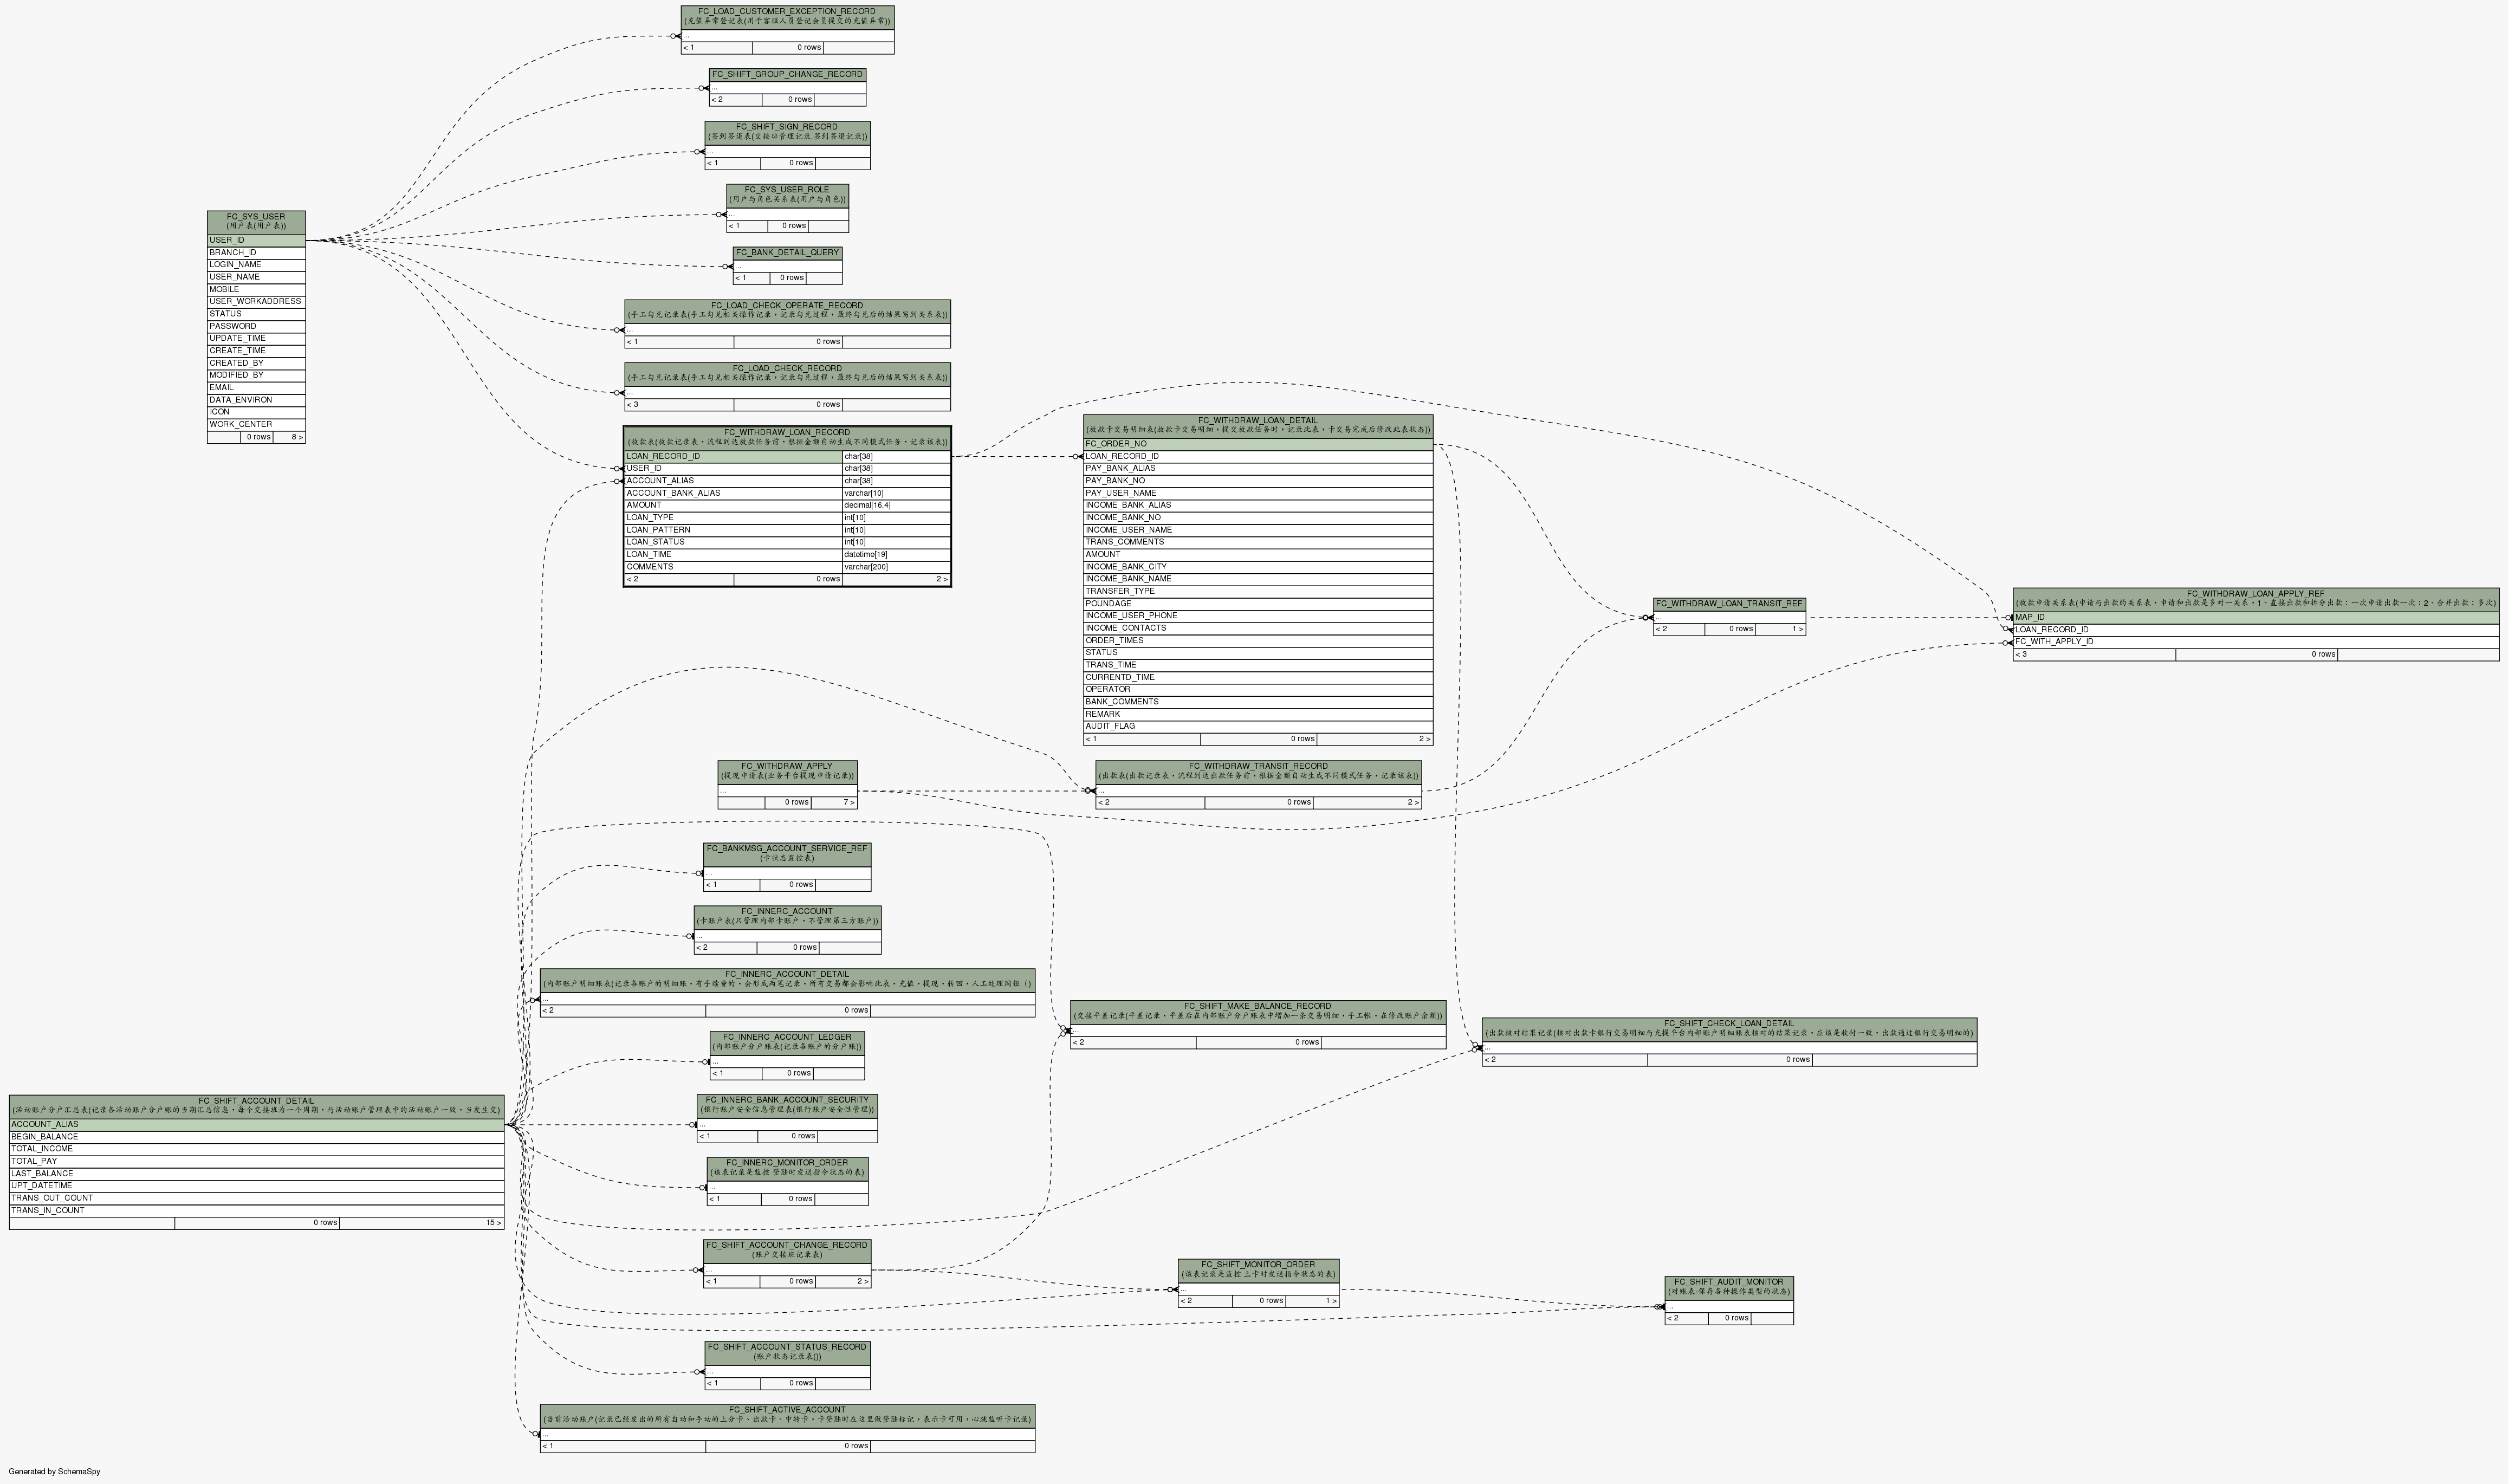 FC_LOAD_CUSTOMER_EXCEPTION_RECORD
(充值异常登记表(用于客服人员登记会员提交的充值异常))
...
< 1 0 rows
FC_SHIFT_GROUP_CHANGE_RECORD
...
< 2 0 rows
FC_SHIFT_SIGN_RECORD
(签到签退表(交接班管理记录,签到签退记录))
...
< 1 0 rows
FC_SYS_USER_ROLE
(用户与角色关系表(用户与角色))
...
< 1 0 rows
FC_SYS_USER
(用户表(用户表))
USER_ID
BRANCH_ID
LOGIN_NAME
USER_NAME
MOBILE
USER_WORKADDRESS
STATUS
PASSWORD
UPDATE_TIME
CREATE_TIME
CREATED_BY
MODIFIED_BY
EMAIL
DATA_ENVIRON
ICON
WORK_CENTER
0 rows 8 >
FC_BANK_DETAIL_QUERY
...
< 1 0 rows
FC_LOAD_CHECK_OPERATE_RECORD
(手工勾兑记录表(手工勾兑相关操作记录，记录勾兑过程，最终勾兑后的结果写到关系表))
...
< 1 0 rows
FC_LOAD_CHECK_RECORD
(手工勾兑记录表(手工勾兑相关操作记录，记录勾兑过程，最终勾兑后的结果写到关系表))
...
< 3 0 rows
FC_WITHDRAW_LOAN_RECORD
(放款表(放款记录表，流程到达放款任务前，根据金额自动生成不同模式任务，记录该表))
LOAN_RECORD_ID char[38]
USER_ID char[38]
ACCOUNT_ALIAS char[38]
ACCOUNT_BANK_ALIAS varchar[10]
AMOUNT decimal[16,4]
LOAN_TYPE int[10]
LOAN_PATTERN int[10]
LOAN_STATUS int[10]
LOAN_TIME datetime[19]
COMMENTS varchar[200]
< 2 0 rows 2 >
FC_WITHDRAW_LOAN_DETAIL
(放款卡交易明细表(放款卡交易明细，提交放款任务时，记录此表，卡交易完成后修改此表状态))
FC_ORDER_NO
LOAN_RECORD_ID
PAY_BANK_ALIAS
PAY_BANK_NO
PAY_USER_NAME
INCOME_BANK_ALIAS
INCOME_BANK_NO
INCOME_USER_NAME
TRANS_COMMENTS
AMOUNT
INCOME_BANK_CITY
INCOME_BANK_NAME
TRANSFER_TYPE
POUNDAGE
INCOME_USER_PHONE
INCOME_CONTACTS
ORDER_TIMES
STATUS
TRANS_TIME
CURRENTD_TIME
OPERATOR
BANK_COMMENTS
REMARK
AUDIT_FLAG
< 1 0 rows 2 >
FC_WITHDRAW_LOAN_TRANSIT_REF
...
< 2 0 rows 1 >
FC_WITHDRAW_LOAN_APPLY_REF
(放款申请关系表(申请与出款的关系表，申请和出款是多对一关系，1、直接出款和拆分出款：一次申请出款一次；2、合并出款：多次)
MAP_ID
LOAN_RECORD_ID
FC_WITH_APPLY_ID
< 3 0 rows
FC_WITHDRAW_APPLY
(提现申请表(业务平台提现申请记录))
...
0 rows 7 >
FC_WITHDRAW_TRANSIT_RECORD
(出款表(出款记录表，流程到达出款任务前，根据金额自动生成不同模式任务，记录该表))
...
< 2 0 rows 2 >
FC_BANKMSG_ACCOUNT_SERVICE_REF
(卡状态监控表)
...
< 1 0 rows
FC_INNERC_ACCOUNT
(卡账户表(只管理内部卡账户，不管理第三方账户))
...
< 2 0 rows
FC_INNERC_ACCOUNT_DETAIL
(内部账户明细账表(记录各账户的明细账，有手续费的，会形成两笔记录，所有交易都会影响此表，充值，提现，转回，人工处理网银（)
...
< 2 0 rows
FC_SHIFT_MAKE_BALANCE_RECORD
(交接平差记录(平差记录，平差后在内部账户分户账表中增加一条交易明细，手工帐，在修改账户余额))
...
< 2 0 rows
FC_SHIFT_CHECK_LOAN_DETAIL
(出款核对结果记录(核对出款卡银行交易明细与充提平台内部账户明细账表核对的结果记录，应该是收付一致，出款通过银行交易明细的)
...
< 2 0 rows
FC_INNERC_ACCOUNT_LEDGER
(内部账户分户账表(记录各账户的分户账))
...
< 1 0 rows
FC_SHIFT_ACCOUNT_DETAIL
(活动账户分户汇总表(记录各活动账户分户账的当期汇总信息，每个交接班为一个周期，与活动账户管理表中的活动账户一致，当发生交)
ACCOUNT_ALIAS
BEGIN_BALANCE
TOTAL_INCOME
TOTAL_PAY
LAST_BALANCE
UPT_DATETIME
TRANS_OUT_COUNT
TRANS_IN_COUNT
0 rows 15 >
FC_INNERC_BANK_ACCOUNT_SECURITY
(银行账户安全信息管理表(银行账户安全性管理))
...
< 1 0 rows
FC_INNERC_MONITOR_ORDER
(该表记录是监控 登陆时发送指令状态的表)
...
< 1 0 rows
FC_SHIFT_ACCOUNT_CHANGE_RECORD
(账户交接班记录表)
...
< 1 0 rows 2 >
FC_SHIFT_MONITOR_ORDER
(该表记录是监控 上卡时发送指令状态的表)
...
< 2 0 rows 1 >
FC_SHIFT_AUDIT_MONITOR
(对账表-保存各种操作类型的状态)
...
< 2 0 rows
FC_SHIFT_ACCOUNT_STATUS_RECORD
(账户状态记录表())
...
< 1 0 rows
FC_SHIFT_ACTIVE_ACCOUNT
(当前活动账户(记录已经发出的所有自动和手动的上分卡、出款卡、中转卡，卡登陆时在这里做登陆标记，表示卡可用，心跳监听卡记录)
...
< 1 0 rows
Generated by SchemaSpy